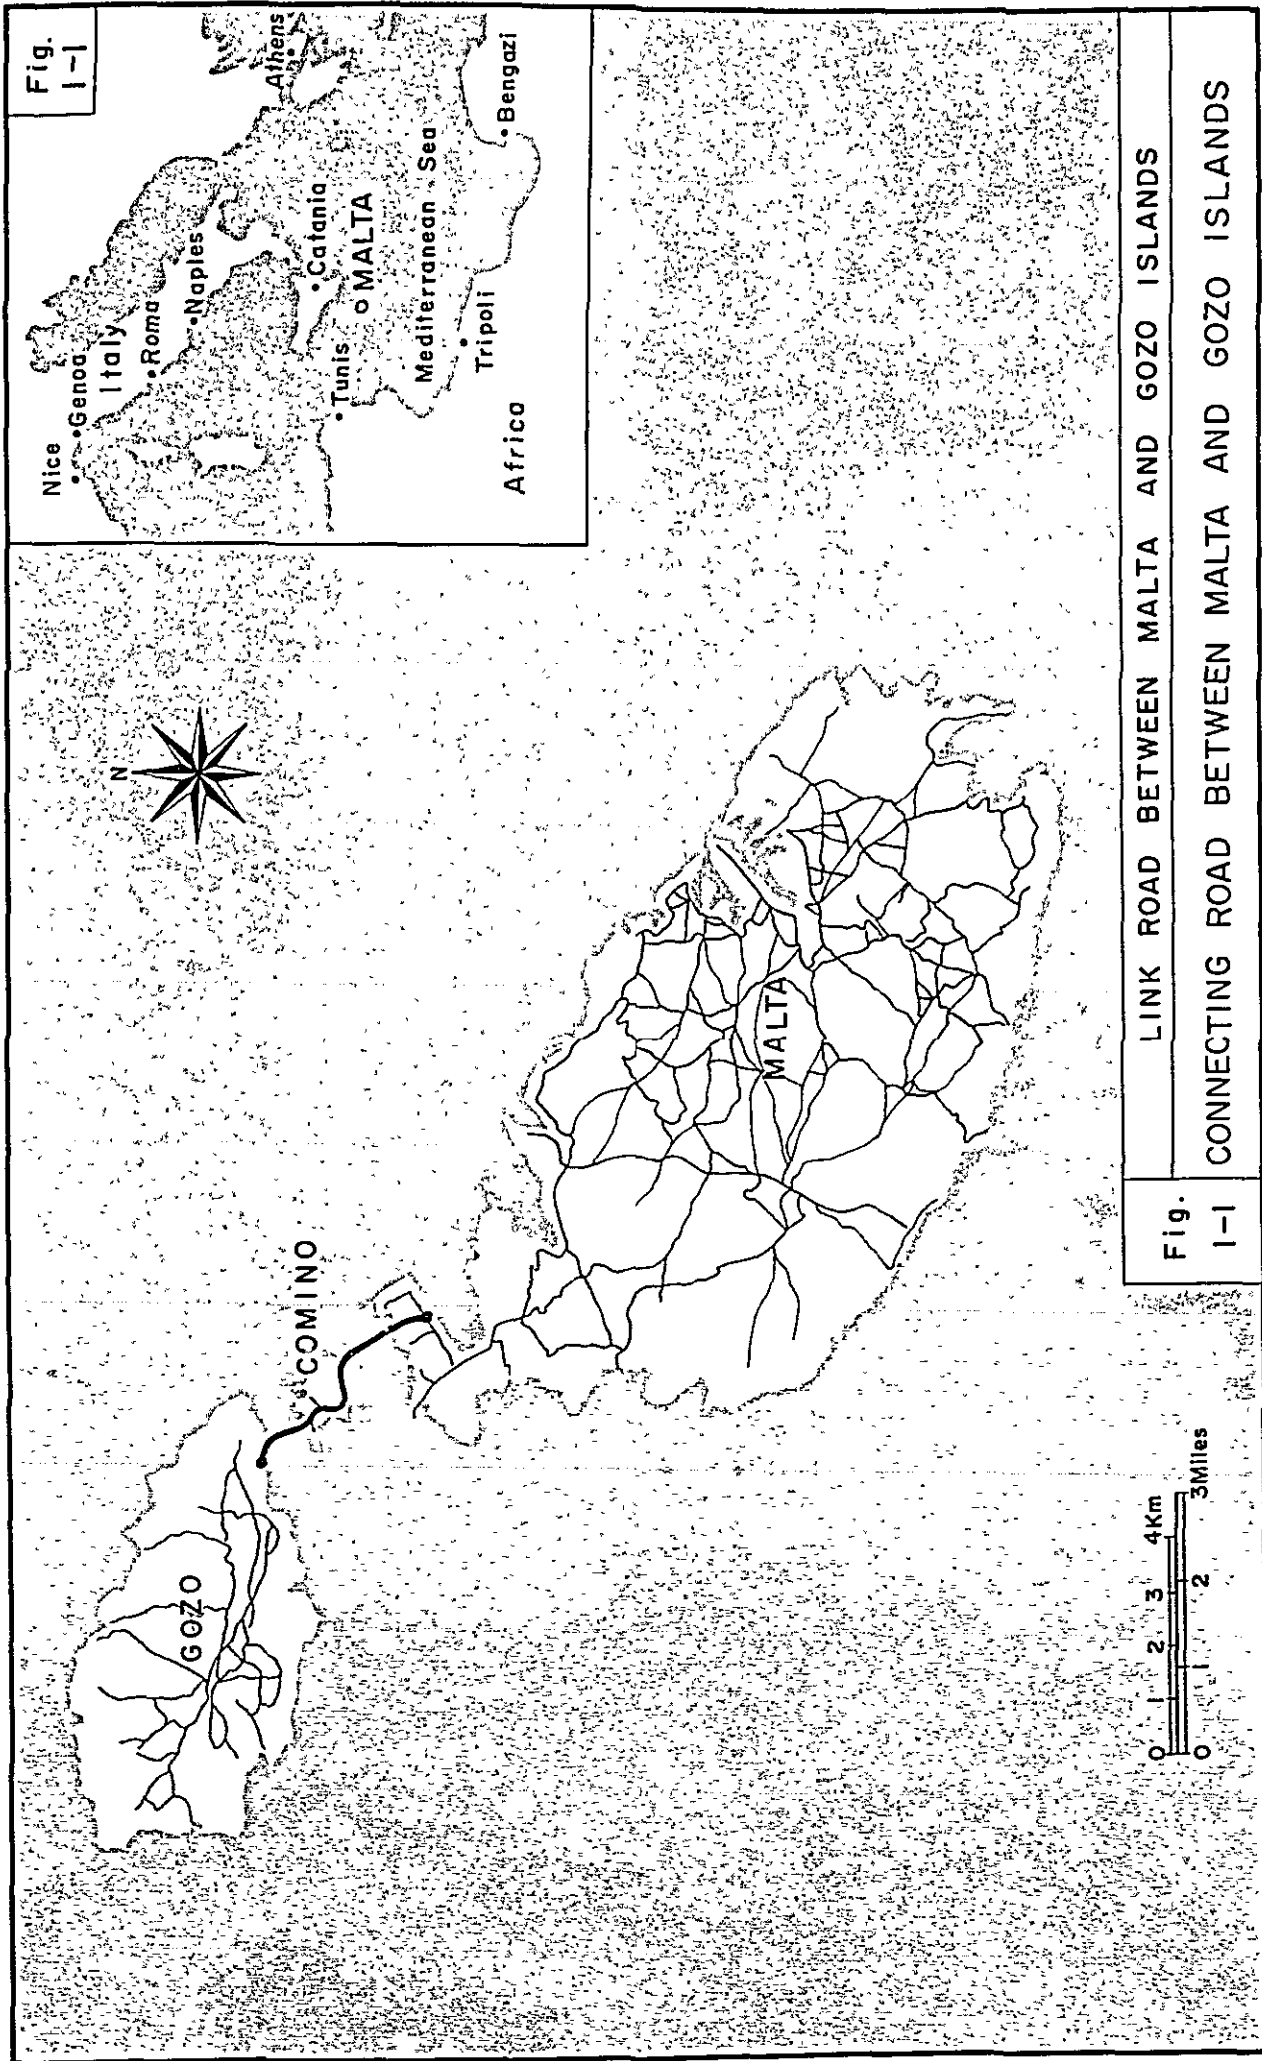 Fig.
1-1
Nice
Genoa
Italy
Roma
Naples
Athens
Catania
Tunis
MALTA
Mediterranean Sea
Tripoli
Bengazi
Africa
N
GOZO
COMINO
MALTA
0 1 2 3 4Km
0 1 2 3Miles
Fig.
1-1
LINK ROAD BETWEEN MALTA AND GOZO ISLANDS
CONNECTING ROAD BETWEEN MALTA AND GOZO ISLANDS